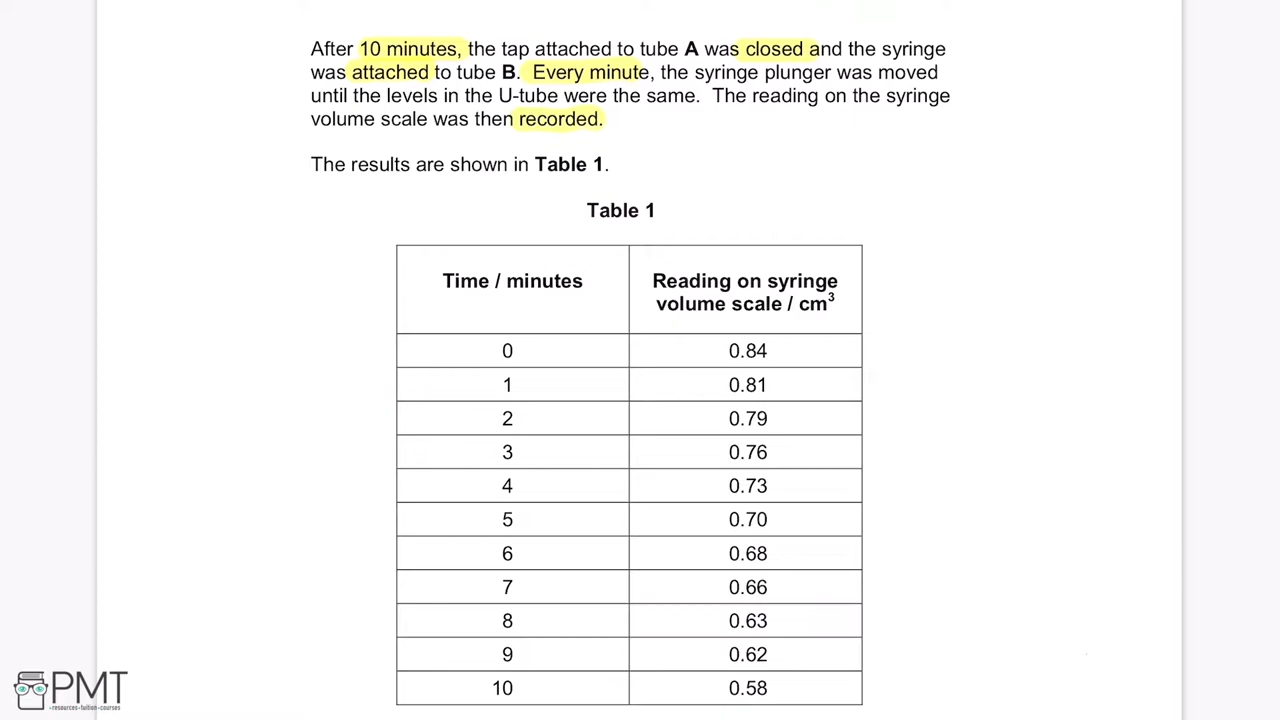 After 10 minutes, the tap attached to tube A was closed and the syringe
was attached to tube B. Every minute, the syringe plunger was moved
until the levels in the U-tube were the same. The reading on the syringe
volume scale was then recorded.
The results are shown in Table 1.
Table 1
Time / minutes
Reading on syringe
volume scale / cm³
0 0.84
1 0.81
2 0.79
3 0.76
4 0.73
5 0.70
6 0.68
7 0.66
8 0.63
9 0.62
10 0.58
PMT
resources•tuition•courses